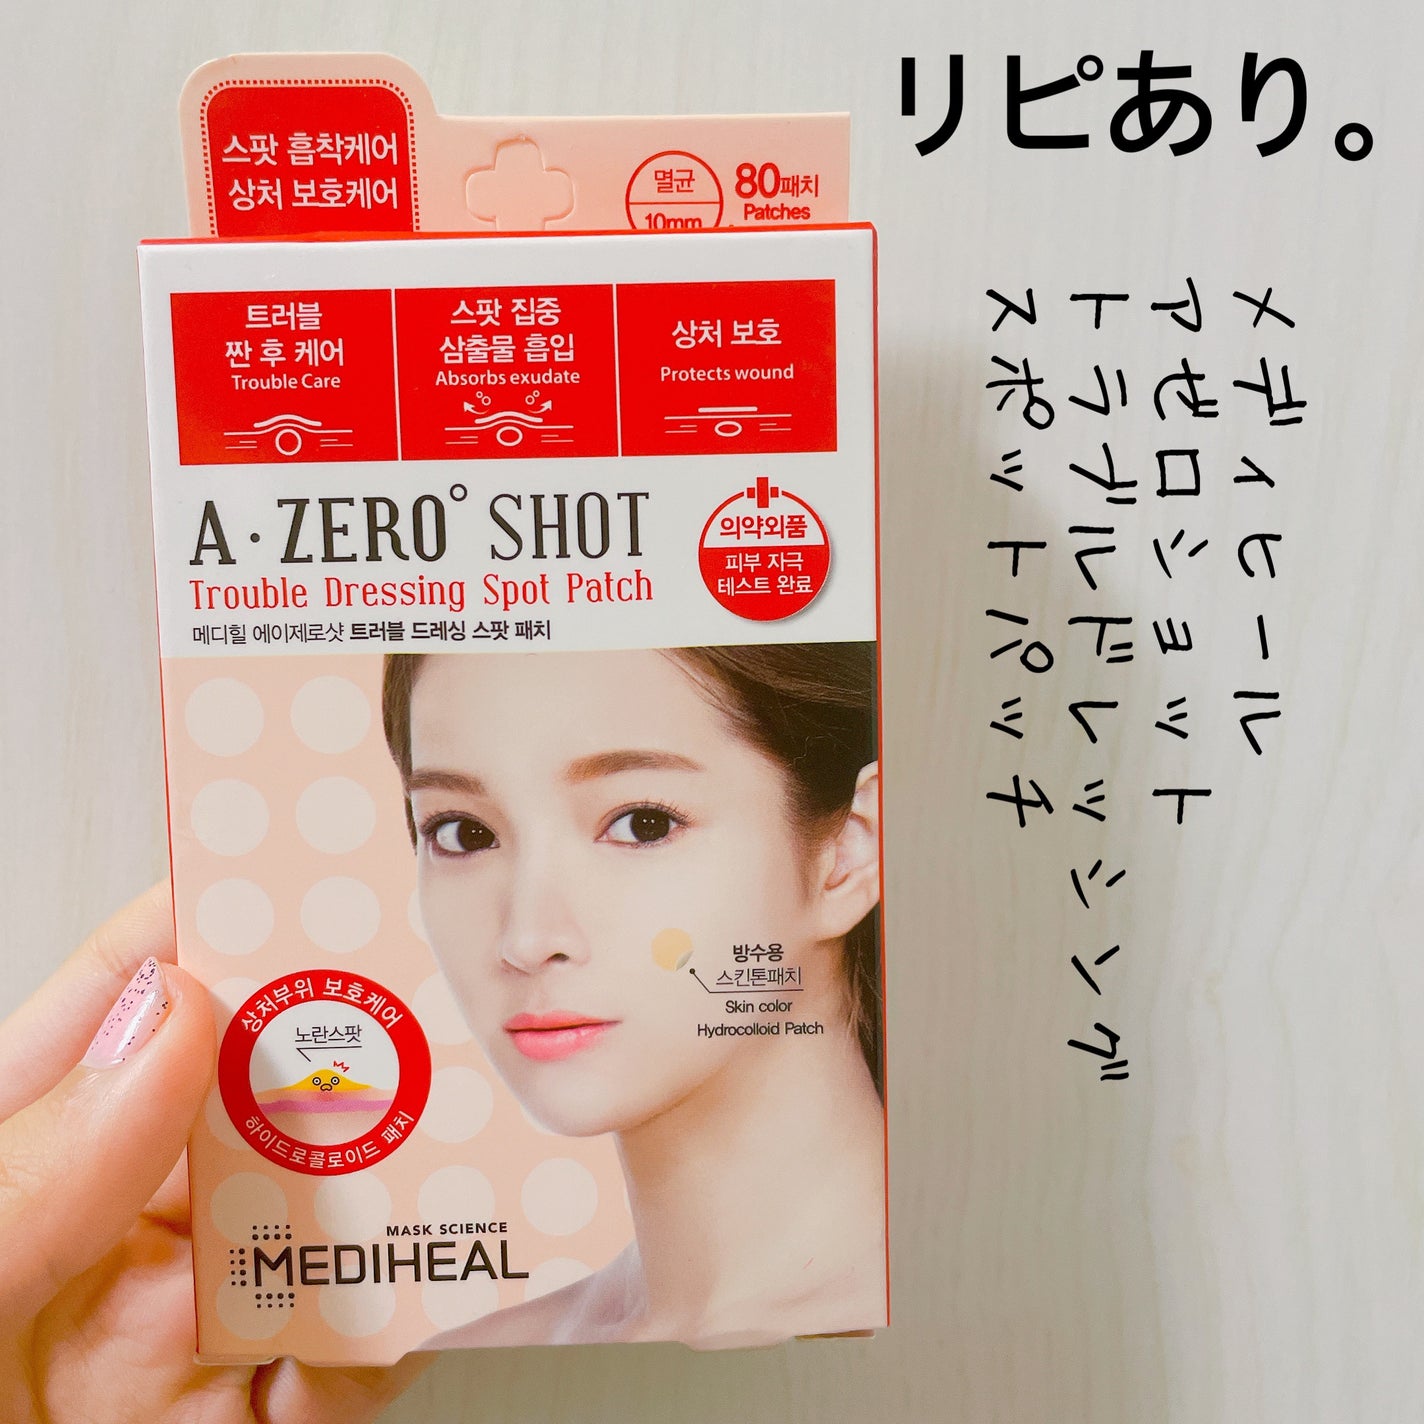 リピあり。
メディヒール
アゼロショット
トラブルドレッシング
スポットパッチ
스팟 흡착케어
상처 보호케어
멸균
10mm
80패치
Patches
트러블
짠 후 케어
Trouble Care
스팟 집중
삼출물 흡입
Absorbs exudate
상처 보호
Protects wound
A·ZERO° SHOT
Trouble Dressing Spot Patch
메디힐 에이제로샷 트러블 드레싱 스팟 패치
의약외품
피부 자극
테스트 완료
방수용
스킨톤패치
Skin color
Hydrocolloid Patch
상처부위 보호케어
노란스팟
하이드로콜로이드 패치
MASK SCIENCE
MEDIHEAL